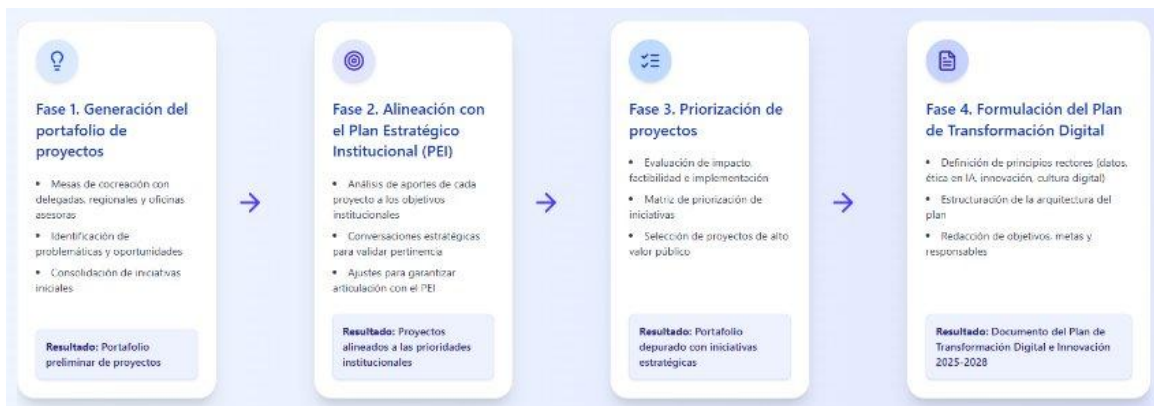 Fase 1. Generación del
portafolio de
proyectos
• Mesas de cocreación con
delegadas, regionales y oficinas
asesoras
• Identificación de
problemáticas y oportunidades
• Consolidación de iniciativas
iniciales
Resultado: Portafolio
preliminar de proyectos
Fase 2. Alineación con
el Plan Estratégico
Institucional (PEI)
• Análisis de aportes de cada
proyecto a los objetivos
institucionales
• Conversaciones estratégicas
para validar pertinencia
• Ajustes para garantizar
articulación con el PEI
Resultado: Proyectos
alineados a las prioridades
institucionales
Fase 3. Priorización de
proyectos
• Evaluación de impacto,
factibilidad e implementación
• Matriz de priorización de
iniciativas
• Selección de proyectos de alto
valor público
Resultado: Portafolio
depurado con iniciativas
estratégicas
Fase 4. Formulación del Plan
de Transformación Digital
• Definición de principios rectores (datos,
ética en IA, innovación, cultura digital)
• Estructuración de la arquitectura del
plan
• Redacción de objetivos, metas y
responsables
Resultado: Documento del Plan de
Transformación Digital e Innovación
2025-2028